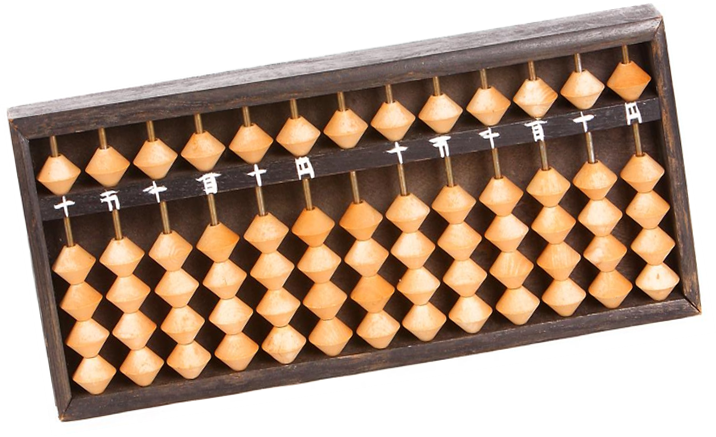 十 万 千 百 十 円 十 万 千 百 十 円